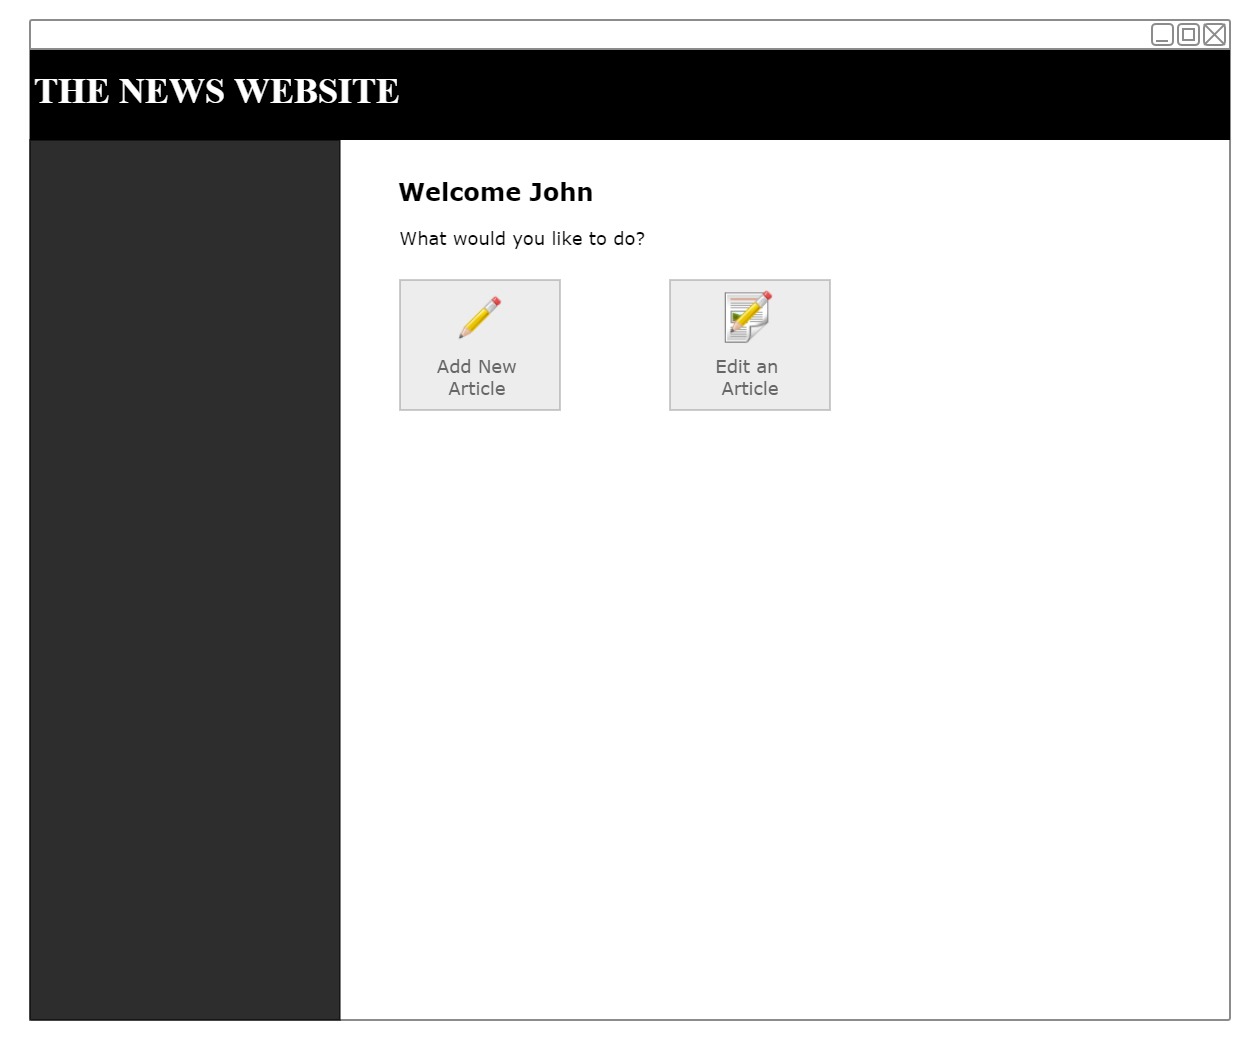 THE NEWS WEBSITE
Welcome John
What would you like to do?
Add New
Article
Edit an
Article